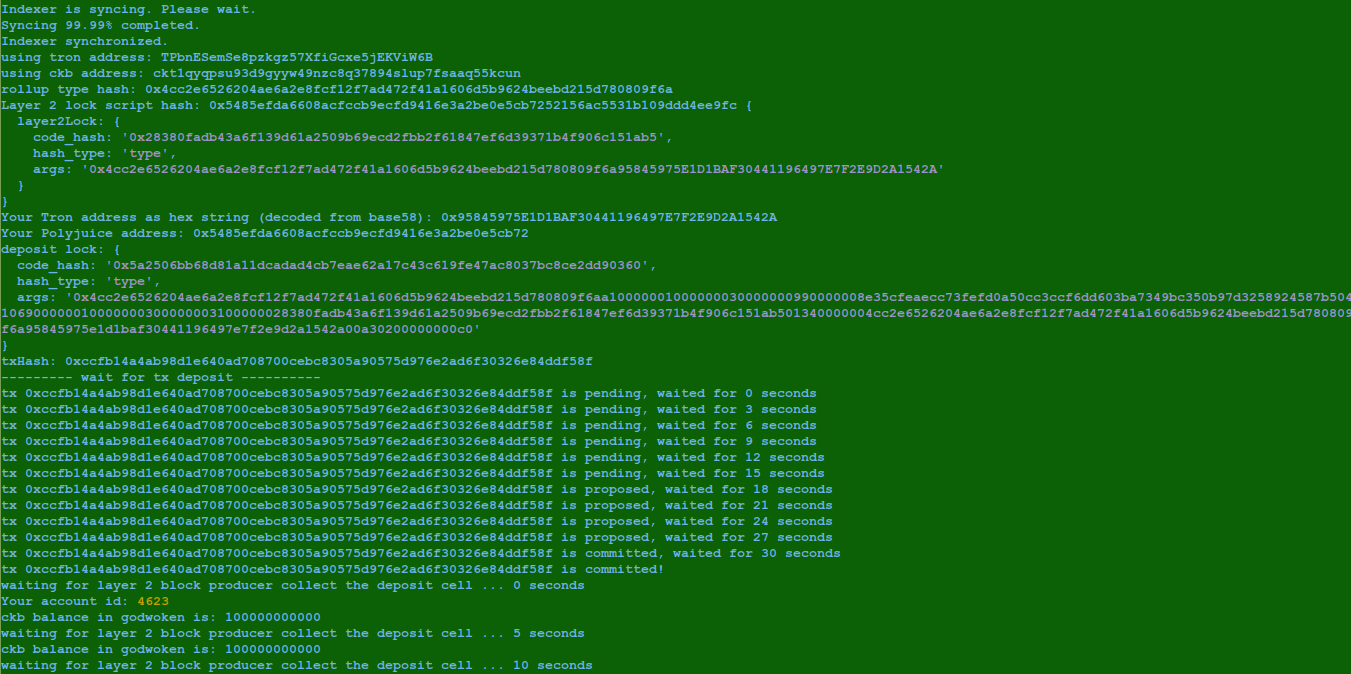 Indexer is syncing. Please wait.
Syncing 99.99% completed.
Indexer synchronized.
using tron address: TPbnESemSe8pzkgz57XfiGcxe5jEKViW6B
using ckb address: ckt1qyqpsu93d9gyyw49nzc8q37894slup7fsaaq55kcun
rollup type hash: 0x4cc2e6526204ae6a2e8fcf12f7ad472f41a1606d5b9624beebd215d780809f6a
Layer 2 lock script hash: 0x5485efda6608acfccb9ecfd9416e3a2be0e5cb7252156ac5531b109ddd4ee9fc {
  layer2Lock: {
    code_hash: '0x28380fadb43a6f139d61a2509b69ecd2fbb2f61847ef6d39371b4f906c151ab5',
    hash_type: 'type',
    args: '0x4cc2e6526204ae6a2e8fcf12f7ad472f41a1606d5b9624beebd215d780809f6a95845975E1D1BAF30441196497E7F2E9D2A1542A'
  }
}
Your Tron address as hex string (decoded from base58): 0x95845975E1D1BAF30441196497E7F2E9D2A1542A
Your Polyjuice address: 0x5485efda6608acfccb9ecfd9416e3a2be0e5cb72
deposit lock: {
  code_hash: '0x5a2506bb68d81a11dcadad4cb7eae62a17c43c619fe47ac8037bc8ce2dd90360',
  hash_type: 'type',
  args: '0x4cc2e6526204ae6a2e8fcf12f7ad472f41a1606d5b9624beebd215d780809f6aa10000001000000030000000990000008e35cfeaecc73fefd0a50cc3ccf6dd603ba7349bc350b97d3258924587b504
10690000001000000030000003100000028380fadb43a6f139d61a2509b69ecd2fbb2f61847ef6d39371b4f906c151ab501340000004cc2e6526204ae6a2e8fcf12f7ad472f41a1606d5b9624beebd215d780809
f6a95845975e1d1baf30441196497e7f2e9d2a1542a00a30200000000c0'
}
txHash: 0xccfb14a4ab98d1e640ad708700cebc8305a90575d976e2ad6f30326e84ddf58f
--------- wait for tx deposit ----------
tx 0xccfb14a4ab98d1e640ad708700cebc8305a90575d976e2ad6f30326e84ddf58f is pending, waited for 0 seconds
tx 0xccfb14a4ab98d1e640ad708700cebc8305a90575d976e2ad6f30326e84ddf58f is pending, waited for 3 seconds
tx 0xccfb14a4ab98d1e640ad708700cebc8305a90575d976e2ad6f30326e84ddf58f is pending, waited for 6 seconds
tx 0xccfb14a4ab98d1e640ad708700cebc8305a90575d976e2ad6f30326e84ddf58f is pending, waited for 9 seconds
tx 0xccfb14a4ab98d1e640ad708700cebc8305a90575d976e2ad6f30326e84ddf58f is pending, waited for 12 seconds
tx 0xccfb14a4ab98d1e640ad708700cebc8305a90575d976e2ad6f30326e84ddf58f is pending, waited for 15 seconds
tx 0xccfb14a4ab98d1e640ad708700cebc8305a90575d976e2ad6f30326e84ddf58f is proposed, waited for 18 seconds
tx 0xccfb14a4ab98d1e640ad708700cebc8305a90575d976e2ad6f30326e84ddf58f is proposed, waited for 21 seconds
tx 0xccfb14a4ab98d1e640ad708700cebc8305a90575d976e2ad6f30326e84ddf58f is proposed, waited for 24 seconds
tx 0xccfb14a4ab98d1e640ad708700cebc8305a90575d976e2ad6f30326e84ddf58f is proposed, waited for 27 seconds
tx 0xccfb14a4ab98d1e640ad708700cebc8305a90575d976e2ad6f30326e84ddf58f is committed, waited for 30 seconds
tx 0xccfb14a4ab98d1e640ad708700cebc8305a90575d976e2ad6f30326e84ddf58f is committed!
waiting for layer 2 block producer collect the deposit cell ... 0 seconds
Your account id: 4623
ckb balance in godwoken is: 100000000000
waiting for layer 2 block producer collect the deposit cell ... 5 seconds
ckb balance in godwoken is: 100000000000
waiting for layer 2 block producer collect the deposit cell ... 10 seconds